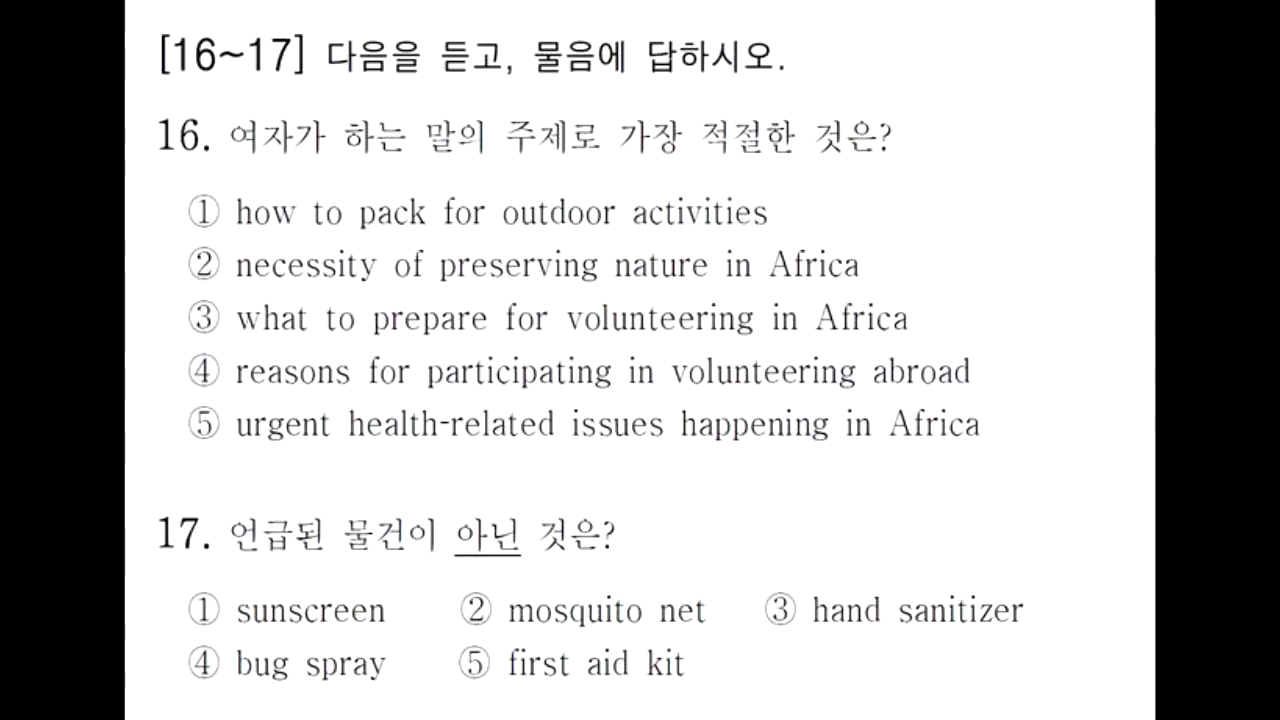 [16~17] 다음을 듣고, 물음에 답하시오.
16. 여자가 하는 말의 주제로 가장 적절한 것은?
① how to pack for outdoor activities
② necessity of preserving nature in Africa
③ what to prepare for volunteering in Africa
④ reasons for participating in volunteering abroad
⑤ urgent health-related issues happening in Africa
17. 언급된 물건이 아닌 것은?
① sunscreen ② mosquito net ③ hand sanitizer
④ bug spray ⑤ first aid kit